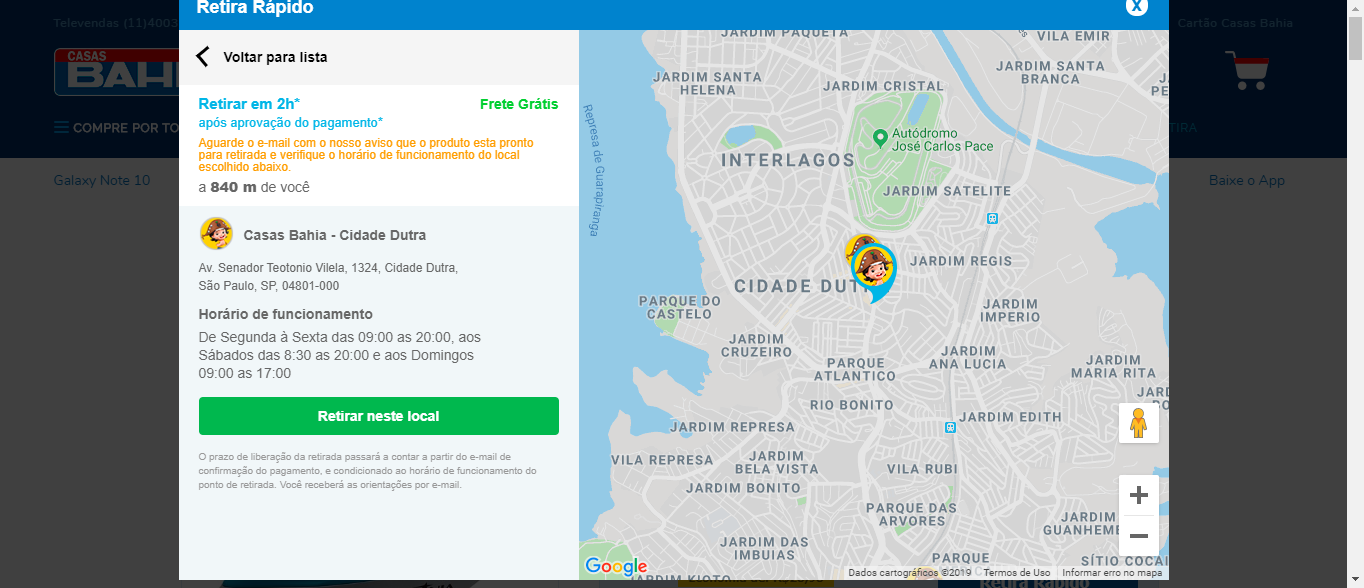 Retira Rápido
X
Televendas (11)4003
Cartão Casas Bahia
CASAS
BAHI
COMPRE POR TO
TIRA
Galaxy Note 10
Baixe o App
Voltar para lista
Retirar em 2h*
Frete Grátis
após aprovação do pagamento*
Aguarde o e-mail com o nosso aviso que o produto esta pronto
para retirada e verifique o horário de funcionamento do local
escolhido abaixo.
a 840 m de você
Casas Bahia - Cidade Dutra
Av. Senador Teotonio Vilela, 1324, Cidade Dutra,
São Paulo, SP, 04801-000
Horário de funcionamento
De Segunda à Sexta das 09:00 as 20:00, aos
Sábados das 8:30 as 20:00 e aos Domingos
09:00 as 17:00
Retirar neste local
O prazo de liberação da retirada passará a contar a partir do e-mail de
confirmação do pagamento, e condicionado ao horário de funcionamento do
ponto de retirada. Você receberá as orientações por e-mail.
JARDIM PAQUETA
VILA EMIR
JARDIM SANTA
HELENA
JARDIM CRISTAL
JARDIM SANTA
BRANCA
Represa de Guarapiranga
Autódromo
José Carlos Pace
INTERLAGOS
JARDIM SATELITE
JARDIM REGIS
CIDADE DUT
PARQUE DO
CASTELO
JARDIM
IMPERIO
JARDIM
CRUZEIRO
JARDIM
ANA LUCIA
PARQUE
ATLANTICO
JARDIM
MARIA RITA
RIO BONITO
JARDIM EDITH
JARDIM REPRESA
VILA REPRESA
JARDIM
BELA VISTA
VILA RUBI
JARDIM BONITO
PARQUE DAS
ARVORES
JARDIM
GUANHEM
JARDIM DAS
IMBUIAS
PARQUE
SÍTIO COCAI
JARDIM KIOTO
Google
Dados cartográficos ©2019
Termos de Uso
Informar erro no mapa
Retira Rápido